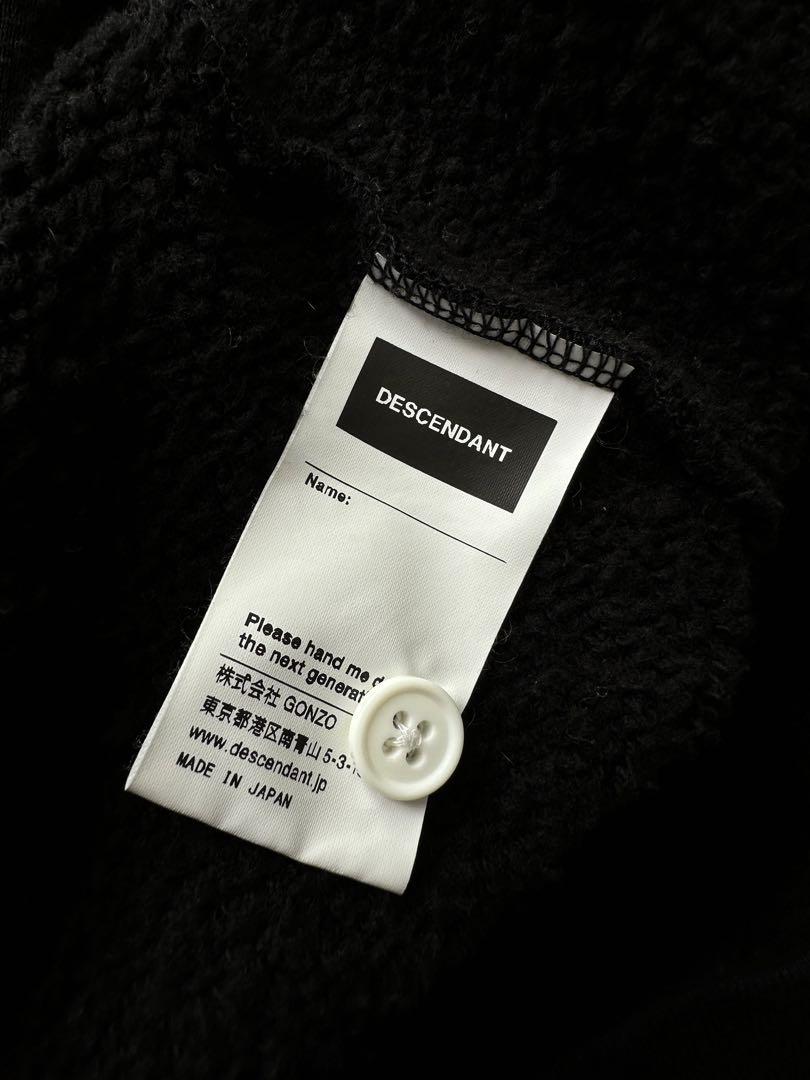 DESCENDANT
Name:
Please hand me
the next
株式会社 GONZO
東京都港区南青山 5-3-
www.descendant.jp
MADE IN JAPAN